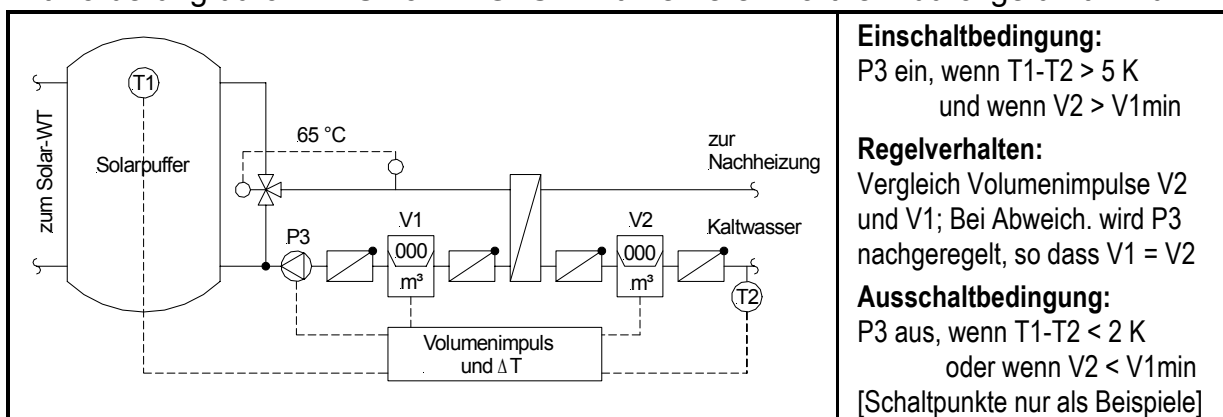 T1
zum Solar-WT
Solarpuffer
65 °C
zur
Nachheizung
P3
V1
V2
Kaltwasser
000
m³
000
m³
T2
Volumenimpuls
und Δ T
Einschaltbedingung:
P3 ein, wenn T1-T2 > 5 K
und wenn V2 > V1min
Regelverhalten:
Vergleich Volumenimpulse V2
und V1; Bei Abweich. wird P3
nachgeregelt, so dass V1 = V2
Ausschaltbedingung:
P3 aus, wenn T1-T2 < 2 K
oder wenn V2 < V1min
[Schaltpunkte nur als Beispiele]